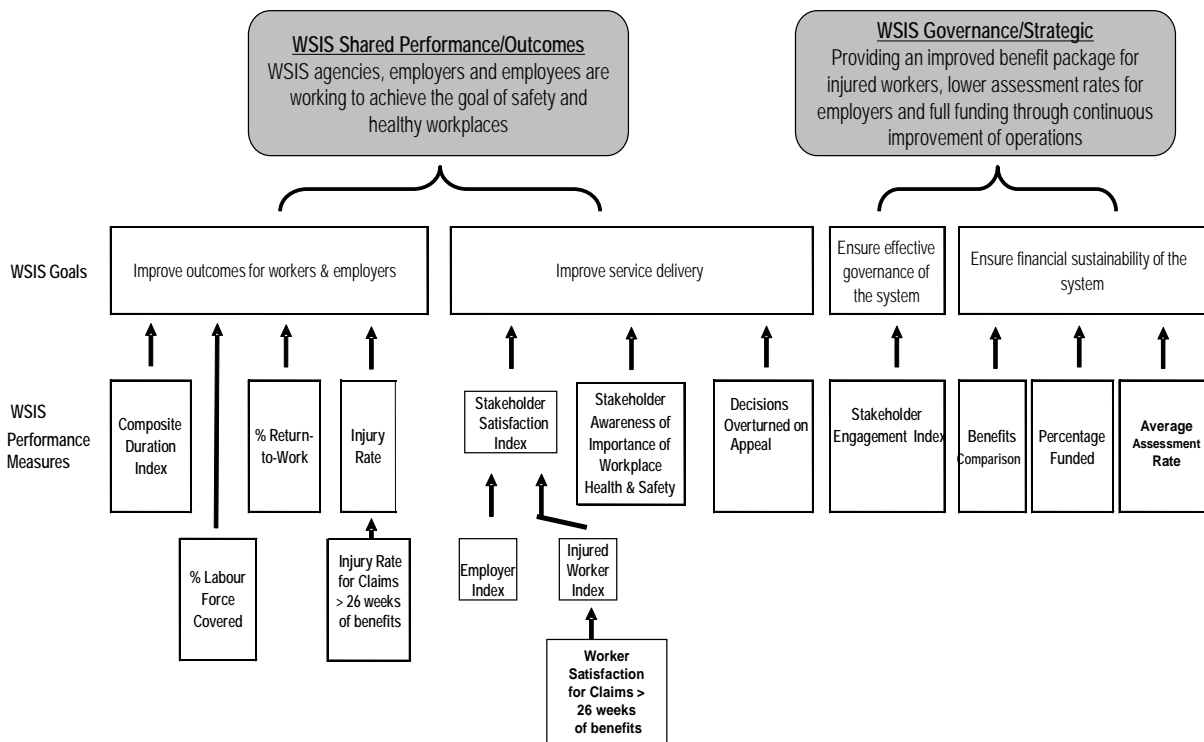 WSIS Shared Performance/Outcomes
WSIS agencies, employers and employees are
working to achieve the goal of safety and
healthy workplaces
WSIS Governance/Strategic
Providing an improved benefit package for
injured workers, lower assessment rates for
employers and full funding through continuous
improvement of operations
WSIS Goals
Improve outcomes for workers & employers
Improve service delivery
Ensure effective
governance of
the system
Ensure financial sustainability of the
system
WSIS
Performance
Measures
Composite
Duration
Index
% Return-
to-Work
Injury
Rate
Stakeholder
Satisfaction
Index
Stakeholder
Awareness of
Importance of
Workplace
Health & Safety
Decisions
Overturned on
Appeal
Stakeholder
Engagement Index
Benefits
Comparison
Percentage
Funded
Average
Assessment
Rate
% Labour
Force
Covered
Injury Rate
for Claims
> 26 weeks
of benefits
Employer
Index
Injured
Worker
Index
Worker
Satisfaction
for Claims >
26 weeks
of benefits